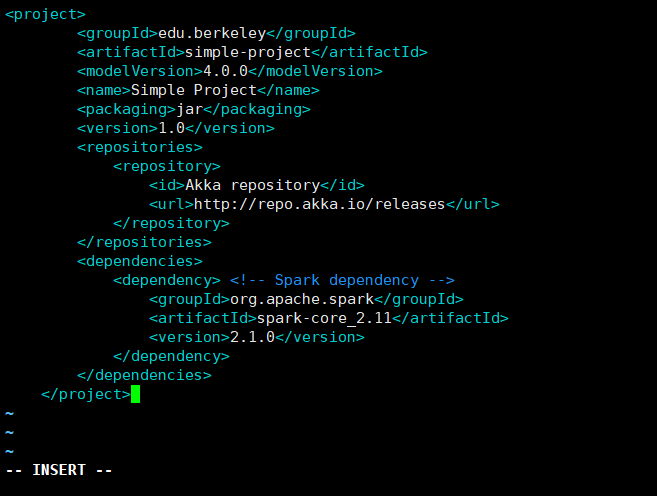 <project>
        <groupId>edu.berkeley</groupId>
        <artifactId>simple-project</artifactId>
        <modelVersion>4.0.0</modelVersion>
        <name>Simple Project</name>
        <packaging>jar</packaging>
        <version>1.0</version>
        <repositories>
            <repository>
                <id>Akka repository</id>
                <url>http://repo.akka.io/releases</url>
            </repository>
        </repositories>
        <dependencies>
            <dependency> <!-- Spark dependency -->
                <groupId>org.apache.spark</groupId>
                <artifactId>spark-core_2.11</artifactId>
                <version>2.1.0</version>
            </dependency>
        </dependencies>
    </project>
~
~
~
-- INSERT --